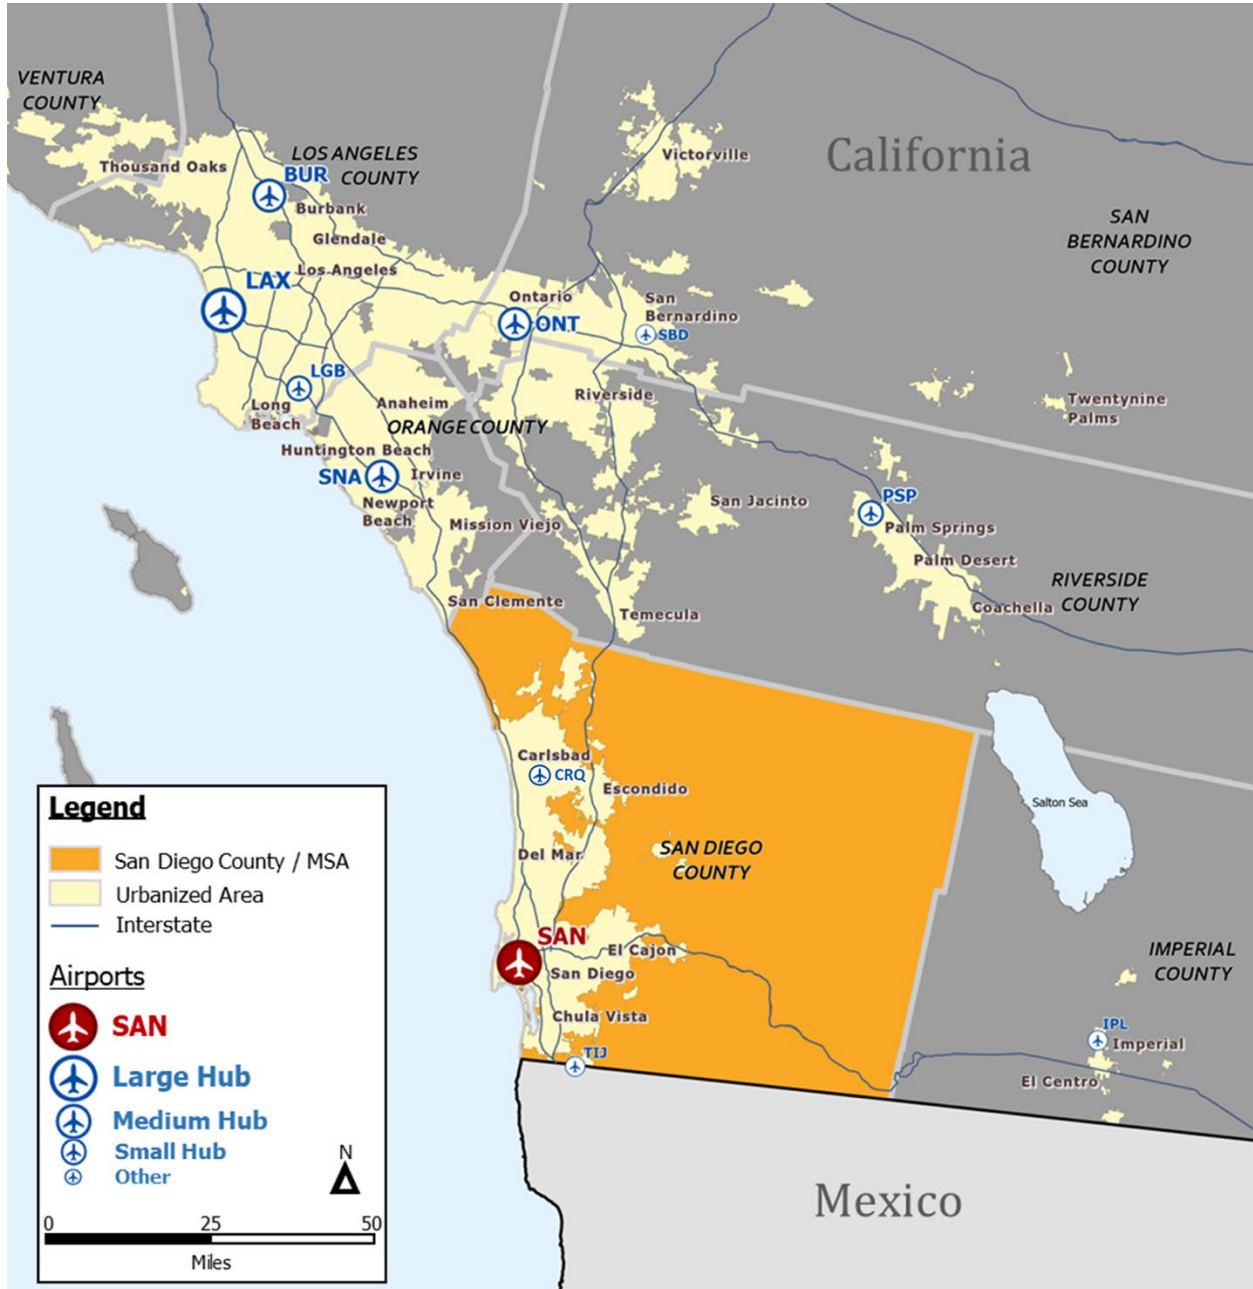 VENTURA
COUNTY
Thousand Oaks
LOS ANGELES
COUNTY
BUR
Burbank
Glendale
Los Angeles
LAX
Victorville
California
SAN
BERNARDINO
COUNTY
Ontario
ONT
San
Bernardino
SBD
LGB
Long
Beach
Anaheim
ORANGE COUNTY
Riverside
Twentynine
Palms
Huntington Beach
SNA
Irvine
Newport
Beach
Mission Viejo
San Jacinto
PSP
Palm Springs
Palm Desert
Coachella
RIVERSIDE
COUNTY
San Clemente
Temecula
Carlsbad
CRQ
Escondido
Salton Sea
Del Mar
SAN DIEGO
COUNTY
SAN
El Cajon
San Diego
Chula Vista
TIJ
IMPERIAL
COUNTY
IPL
Imperial
El Centro
Mexico
Legend
San Diego County / MSA
Urbanized Area
Interstate
Airports
SAN
Large Hub
Medium Hub
Small Hub
Other
N
0 25 50
Miles